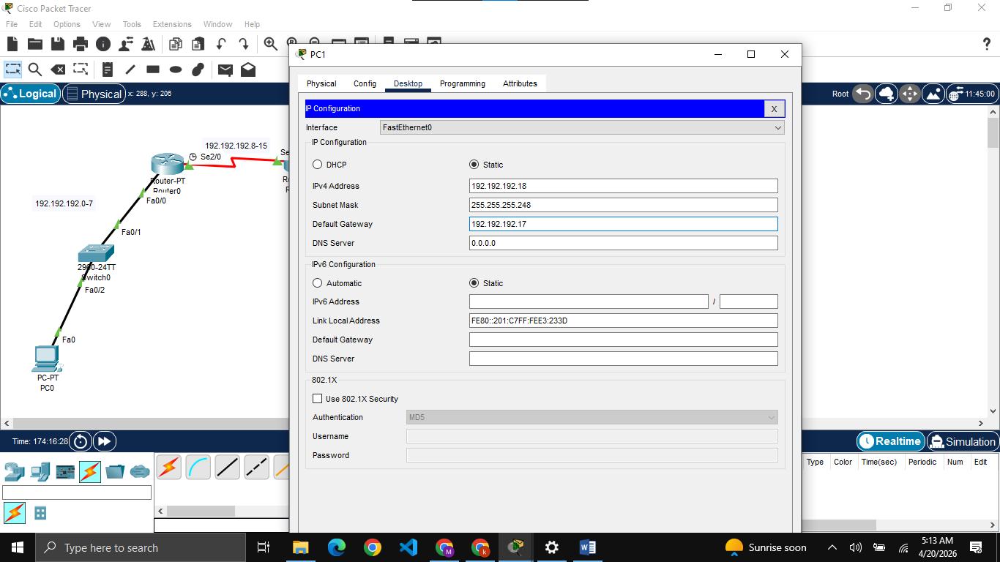 Cisco Packet Tracer
File Edit Options View Tools Extensions Window Help
PC1
Physical Config Desktop Programming Attributes
Logical Physical x: 288, y: 206
Root 11:45:00
IP Configuration X
Interface FastEthernet0
IP Configuration
DHCP Static
IPv4 Address 192.192.192.18
Subnet Mask 255.255.255.248
Default Gateway 192.192.192.17
DNS Server 0.0.0.0
IPv6 Configuration
Automatic Static
IPv6 Address /
Link Local Address FE80::201:C7FF:FEE3:233D
Default Gateway
DNS Server
802.1X
Use 802.1X Security
Authentication MD5
Username
Password
192.192.192.8-15
Se2/0 Se
Router-PT
Router0
Fa0/0
192.192.192.0-7
Fa0/1
2960-24TT
Switch0
Fa0/2
Fa0
PC-PT
PC0
Time: 174:16:28
Realtime Simulation
Type Color Time(sec) Periodic Num Edit
Type here to search
M
k
W
Sunrise soon
5:13 AM
4/20/2026